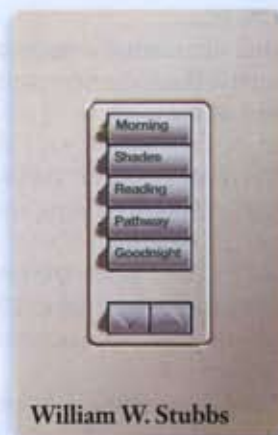 Morning
Shades
Reading
Pathway
Goodnight
William W. Stubbs